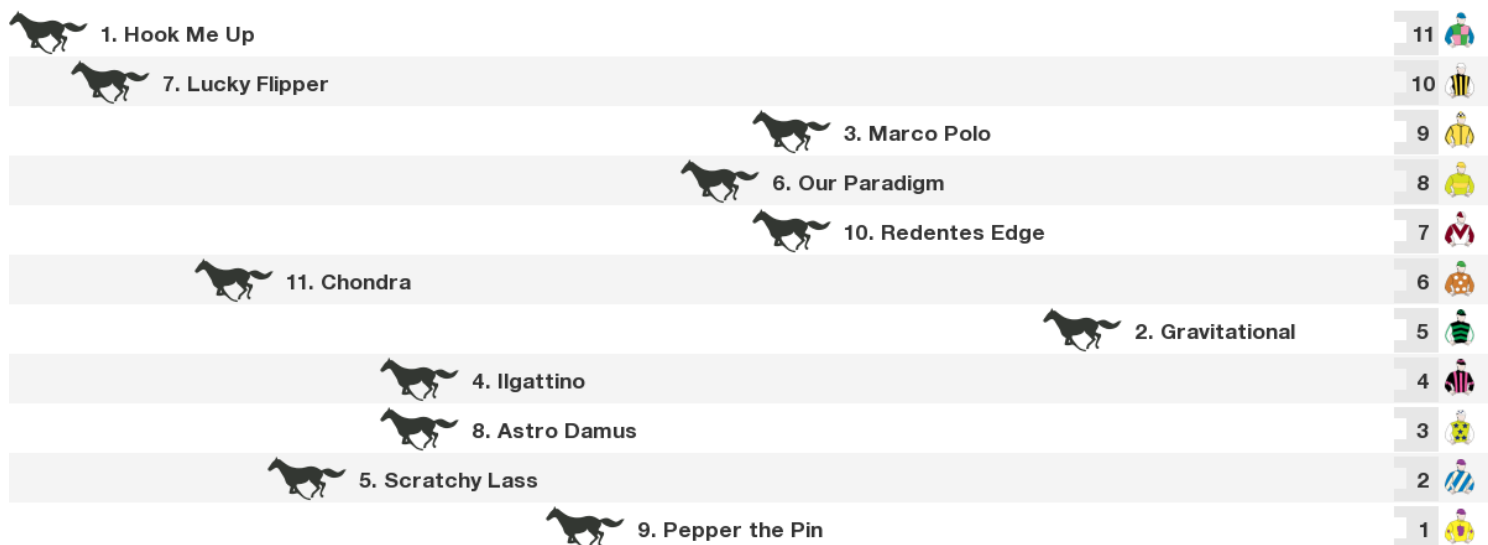 1. Hook Me Up 11
7. Lucky Flipper 10
3. Marco Polo 9
6. Our Paradigm 8
10. Redentes Edge 7
11. Chondra 6
2. Gravitational 5
4. Ilgattino 4
8. Astro Damus 3
5. Scratchy Lass 2
9. Pepper the Pin 1